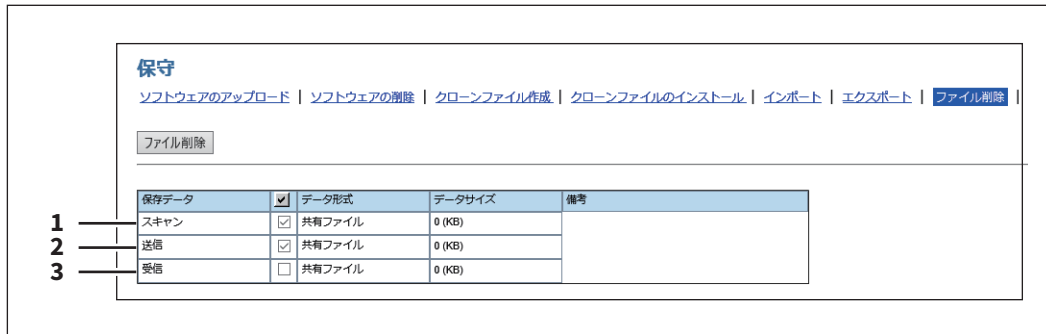 保守
ソフトウェアのアップロード | ソフトウェアの削除 | クローンファイル作成 | クローンファイルのインストール | インポート | エクスポート | ファイル削除 |
ファイル削除
保存データ データ形式 データサイズ 備考
1 スキャン 共有ファイル 0 (KB)
2 送信 共有ファイル 0 (KB)
3 受信 共有ファイル 0 (KB)